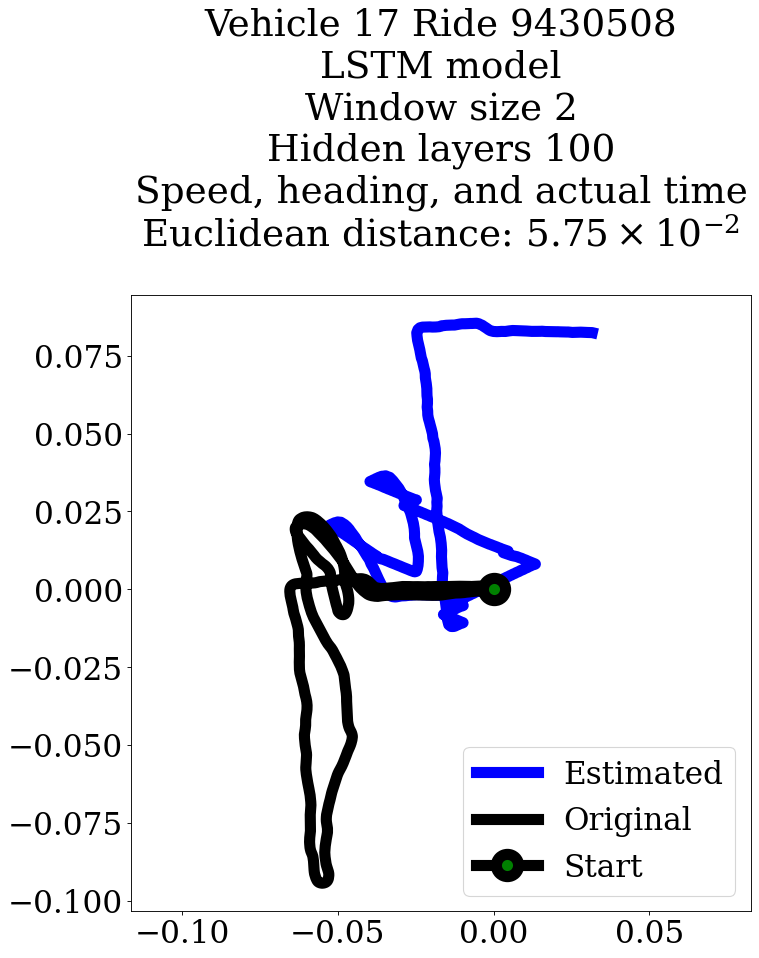 Vehicle 17 Ride 9430508
LSTM model
Window size 2
Hidden layers 100
Speed, heading, and actual time
Euclidean distance: 5.75 × 10⁻²
0.075
0.050
0.025
0.000
−0.025
−0.050
−0.075
−0.100
Estimated
Original
Start
−0.10
−0.05
0.00
0.05